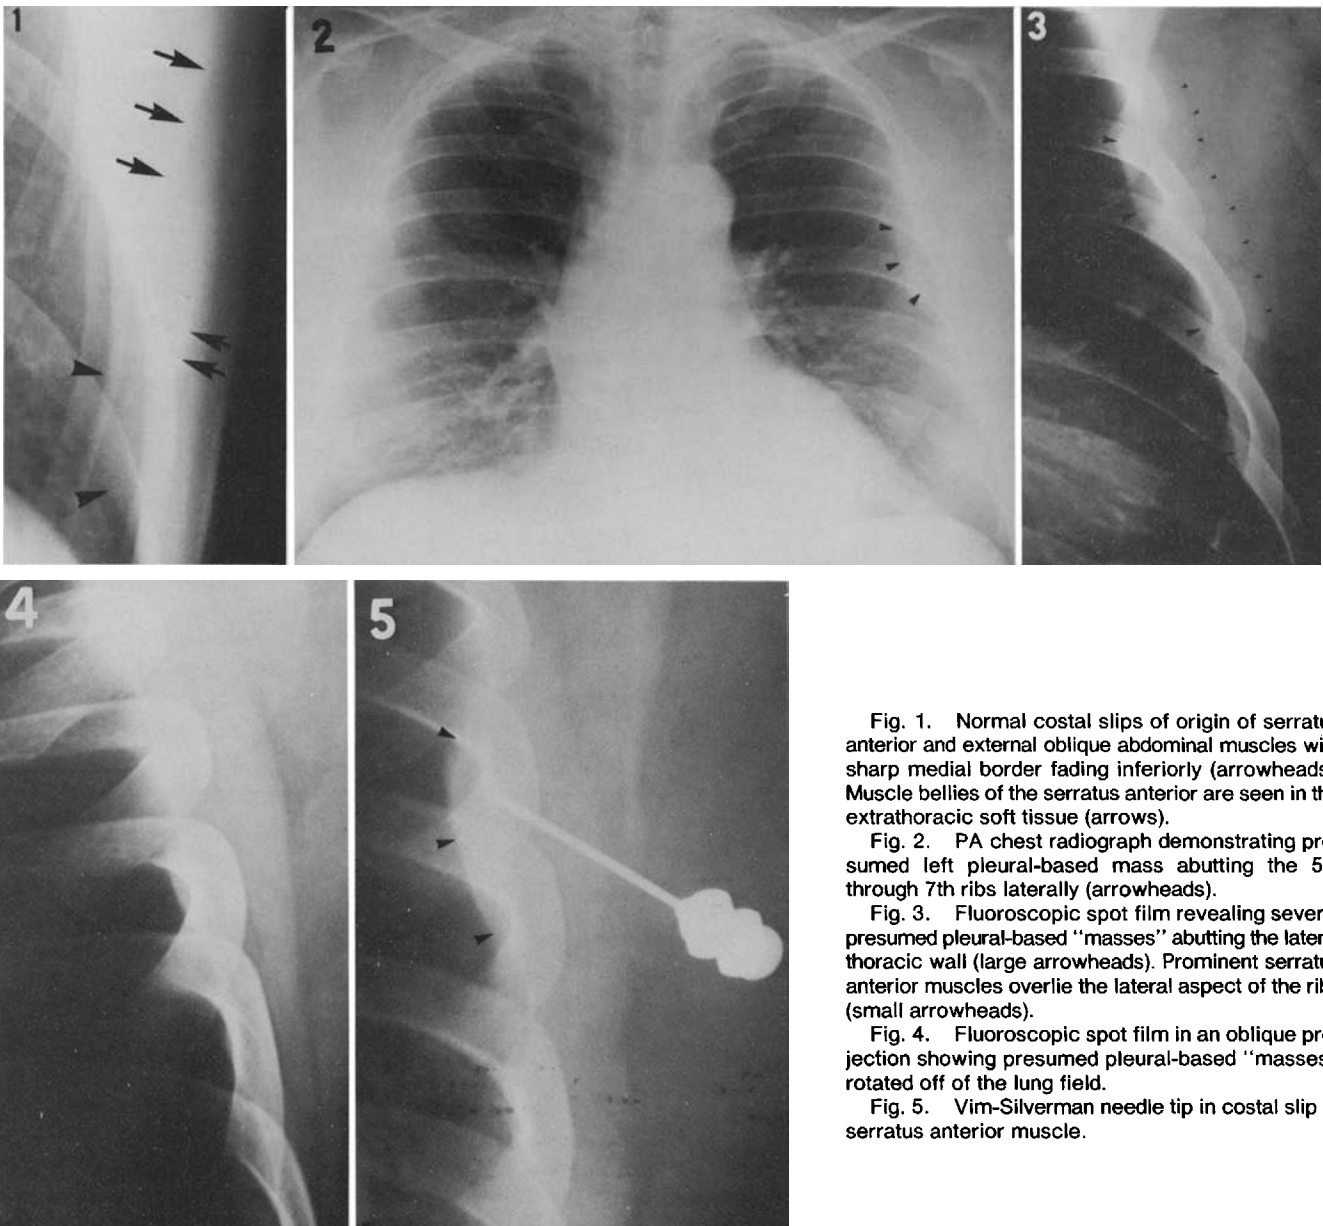 1
2
3
4
5
Fig. 1. Normal costal slips of origin of serratu
anterior and external oblique abdominal muscles wi
sharp medial border fading inferiorly (arrowheads
Muscle bellies of the serratus anterior are seen in th
extrathoracic soft tissue (arrows).
Fig. 2. PA chest radiograph demonstrating pr
sumed left pleural-based mass abutting the 5
through 7th ribs laterally (arrowheads).
Fig. 3. Fluoroscopic spot film revealing sever
presumed pleural-based “masses” abutting the later
thoracic wall (large arrowheads). Prominent serratu
anterior muscles overlie the lateral aspect of the rib
(small arrowheads).
Fig. 4. Fluoroscopic spot film in an oblique pr
jection showing presumed pleural-based “masses
rotated off of the lung field.
Fig. 5. Vim-Silverman needle tip in costal slip
serratus anterior muscle.